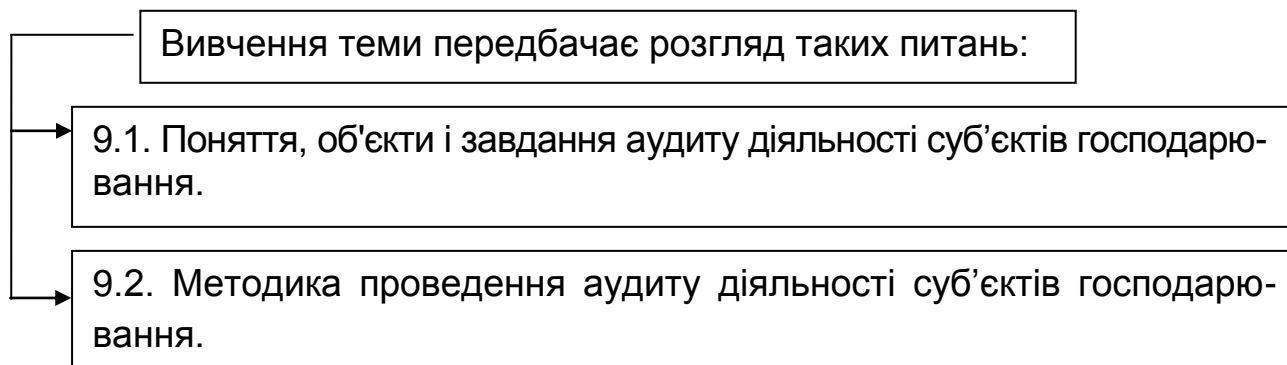 Вивчення теми передбачає розгляд таких питань:
9.1. Поняття, об'єкти і завдання аудиту діяльності суб’єктів господарю-
вання.
9.2. Методика проведення аудиту діяльності суб’єктів господарю-
вання.